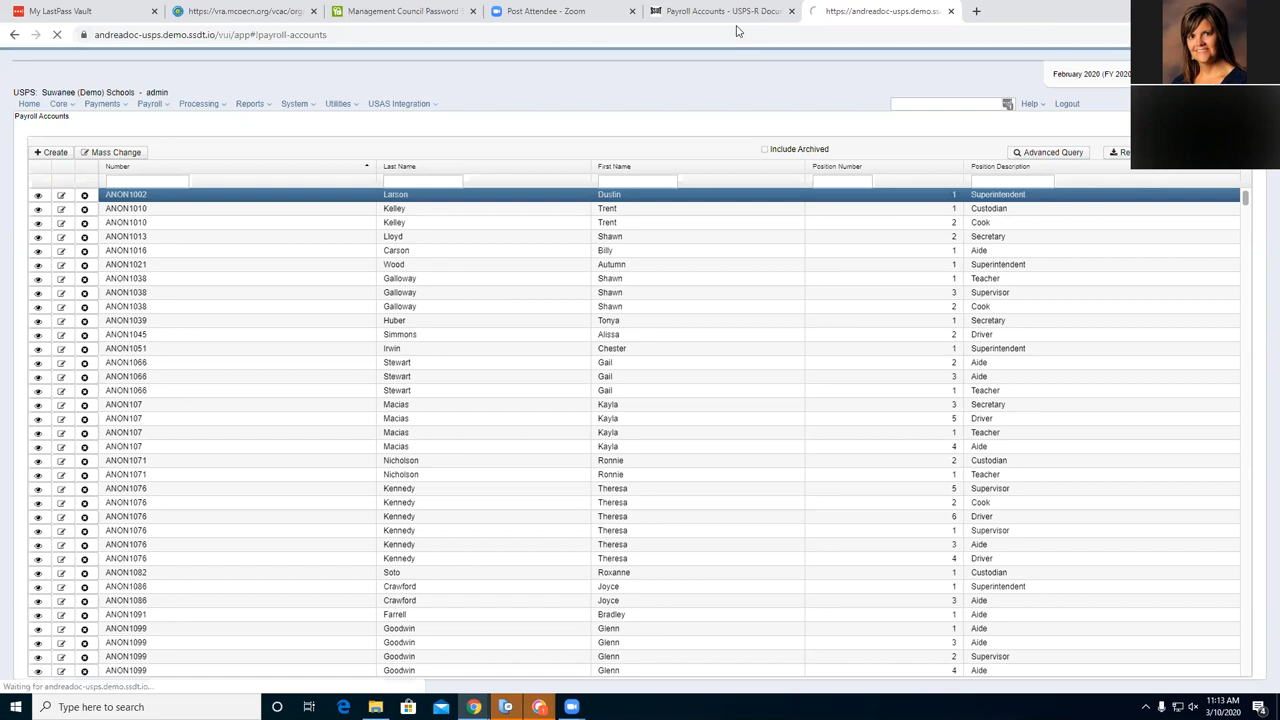 My LastPass Vault
https://vra.mcoecn.org/vcac/org/
Management Council Password S
Post Attendee - Zoom
Payroll Accounts - USPS-R Docu
https://andreadoc-usps.demo.ssdt
andreadoc-usps.demo.ssdt.io/vui/app#!payroll-accounts
February 2020 (FY 2020
USPS: Suwanee (Demo) Schools - admin
Home Core Payments Payroll Processing Reports System Utilities USAS Integration Help Logout
Payroll Accounts
Create Mass Change Include Archived Advanced Query Re
Number Last Name First Name Position Number Position Description
ANON1002 Larson Dustin 1 Superintendent
ANON1010 Kelley Trent 1 Custodian
ANON1010 Kelley Trent 2 Cook
ANON1013 Lloyd Shawn 2 Secretary
ANON1016 Carson Billy 1 Aide
ANON1021 Wood Autumn 1 Superintendent
ANON1038 Galloway Shawn 1 Teacher
ANON1038 Galloway Shawn 3 Supervisor
ANON1038 Galloway Shawn 2 Cook
ANON1039 Huber Tonya 1 Secretary
ANON1045 Simmons Alissa 2 Driver
ANON1051 Irwin Chester 1 Superintendent
ANON1066 Stewart Gail 2 Aide
ANON1066 Stewart Gail 3 Aide
ANON1066 Stewart Gail 1 Teacher
ANON107 Macias Kayla 3 Secretary
ANON107 Macias Kayla 5 Driver
ANON107 Macias Kayla 1 Teacher
ANON107 Macias Kayla 4 Aide
ANON1071 Nicholson Ronnie 2 Custodian
ANON1071 Nicholson Ronnie 1 Teacher
ANON1076 Kennedy Theresa 5 Supervisor
ANON1076 Kennedy Theresa 2 Cook
ANON1076 Kennedy Theresa 6 Driver
ANON1076 Kennedy Theresa 1 Supervisor
ANON1076 Kennedy Theresa 3 Aide
ANON1076 Kennedy Theresa 4 Driver
ANON1082 Soto Roxanne 1 Custodian
ANON1086 Crawford Joyce 1 Superintendent
ANON1086 Crawford Joyce 3 Aide
ANON1091 Farrell Bradley 1 Aide
ANON1099 Goodwin Glenn 1 Aide
ANON1099 Goodwin Glenn 3 Aide
ANON1099 Goodwin Glenn 2 Supervisor
ANON1099 Goodwin Glenn 4 Aide
Waiting for andreadoc-usps.demo.ssdt.io...
Type here to search
11:13 AM
3/10/2020
4